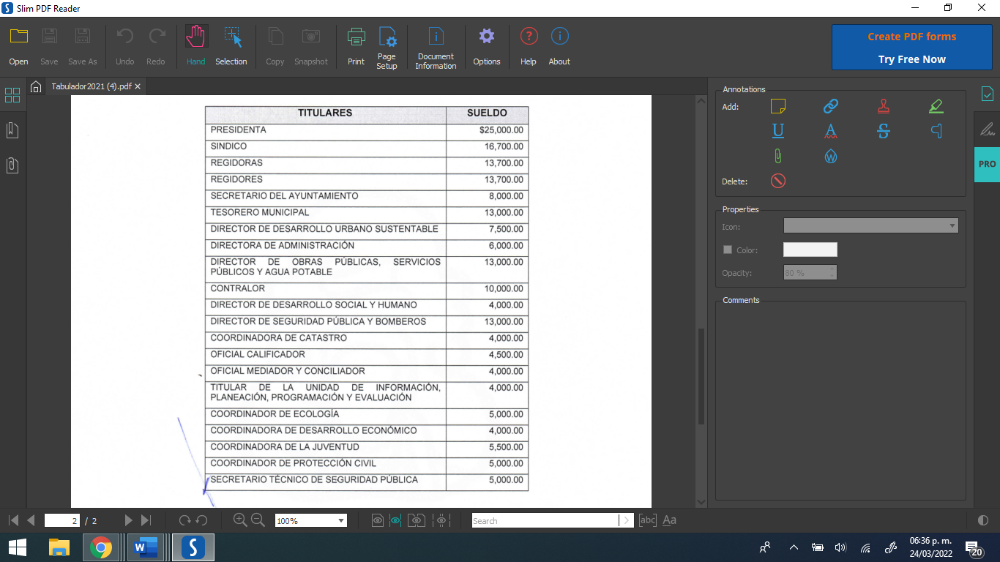 Slim PDF Reader
Open Save Save As Undo Redo Hand Selection Copy Snapshot Print Page Setup Document Information Options Help About
Create PDF forms
Try Free Now
Tabulador2021 (4).pdf
TITULARES SUELDO
PRESIDENTA $25,000.00
SINDICO 16,700.00
REGIDORAS 13,700.00
REGIDORES 13,700.00
SECRETARIO DEL AYUNTAMIENTO 8,000.00
TESORERO MUNICIPAL 13,000.00
DIRECTOR DE DESARROLLO URBANO SUSTENTABLE 7,500.00
DIRECTORA DE ADMINISTRACIÓN 6,000.00
DIRECTOR DE OBRAS PÚBLICAS, SERVICIOS 13,000.00
PÚBLICOS Y AGUA POTABLE
CONTRALOR 10,000.00
DIRECTOR DE DESARROLLO SOCIAL Y HUMANO 4,000.00
DIRECTOR DE SEGURIDAD PÚBLICA Y BOMBEROS 13,000.00
COORDINADORA DE CATASTRO 4,000.00
OFICIAL CALIFICADOR 4,500.00
OFICIAL MEDIADOR Y CONCILIADOR 4,000.00
TITULAR DE LA UNIDAD DE INFORMACIÓN, 4,000.00
PLANEACIÓN, PROGRAMACIÓN Y EVALUACIÓN
COORDINADOR DE ECOLOGÍA 5,000.00
COORDINADORA DE DESARROLLO ECONÓMICO 4,000.00
COORDINADORA DE LA JUVENTUD 5,500.00
COORDINADOR DE PROTECCIÓN CIVIL 5,000.00
SECRETARIO TÉCNICO DE SEGURIDAD PÚBLICA 5,000.00
Annotations
Add:
Delete:
PRO
Properties
Icon:
Color:
Opacity: 80 %
Comments
2 / 2 100% Search [abc] Aa
06:36 p. m.
24/03/2022
20